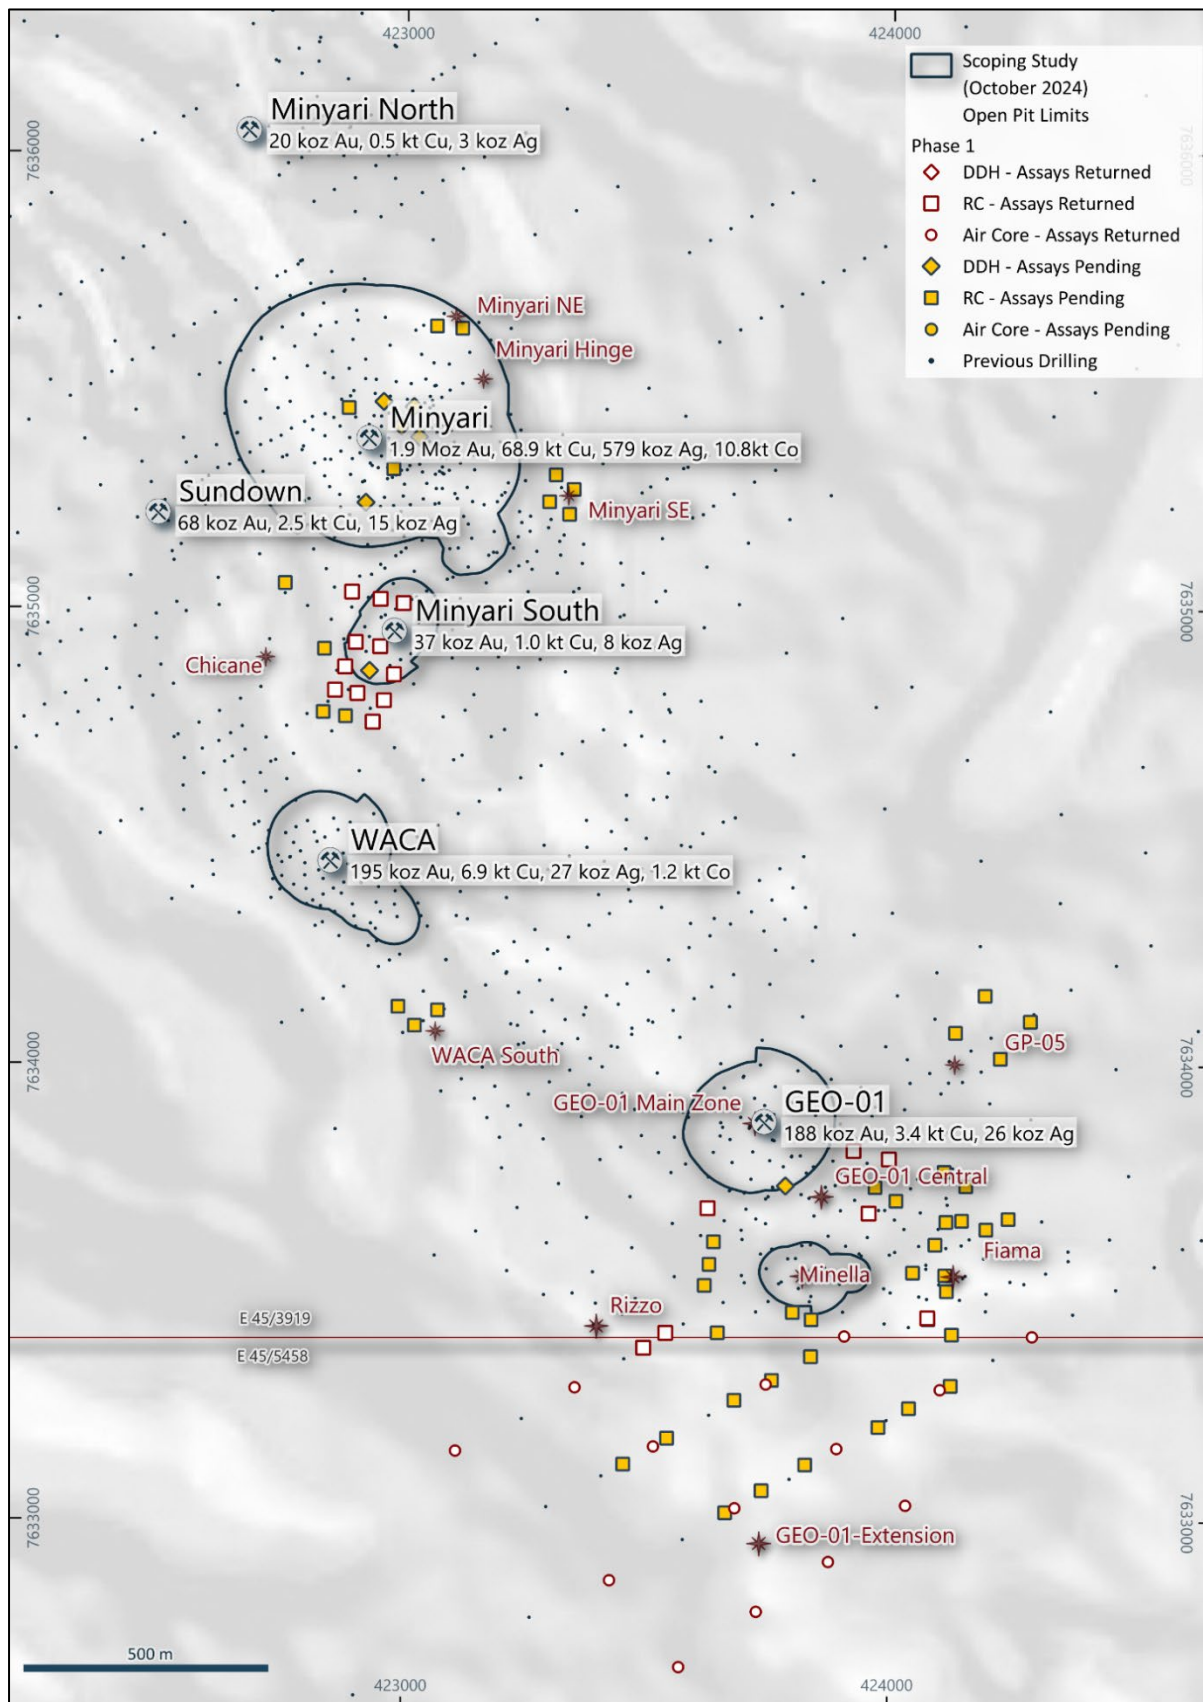 423000
424000
Scoping Study
(October 2024)
Open Pit Limits
Phase 1
DDH - Assays Returned
RC - Assays Returned
Air Core - Assays Returned
DDH - Assays Pending
RC - Assays Pending
Air Core - Assays Pending
Previous Drilling
7636000
7636000
Minyari North
20 koz Au, 0.5 kt Cu, 3 koz Ag
Minyari NE
Minyari Hinge
Minyari
1.9 Moz Au, 68.9 kt Cu, 579 koz Ag, 10.8kt Co
Sundown
68 koz Au, 2.5 kt Cu, 15 koz Ag
Minyari SE
7635000
7635000
Minyari South
37 koz Au, 1.0 kt Cu, 8 koz Ag
Chicane
WACA
195 koz Au, 6.9 kt Cu, 27 koz Ag, 1.2 kt Co
WACA South
GP-05
7634000
7634000
GEO-01 Main Zone
GEO-01
188 koz Au, 3.4 kt Cu, 26 koz Ag
GEO-01 Central
Fiama
Minella
Rizzo
E 45/3919
E 45/5458
7633000
7633000
GEO-01-Extension
500 m
423000
424000